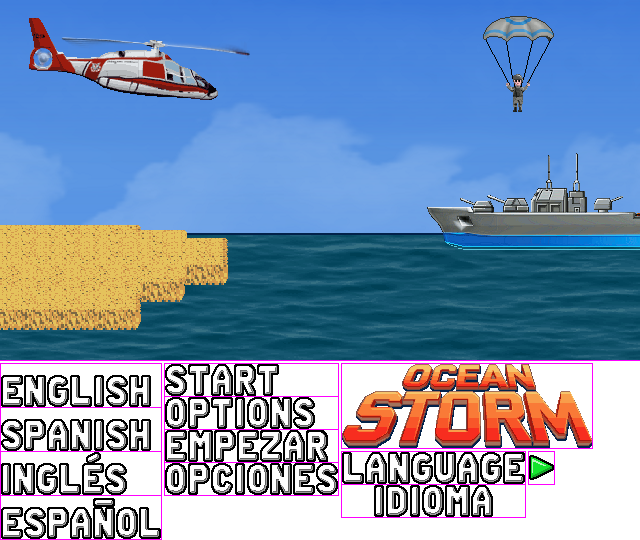 ENGLISH
SPANISH
INGLÉS
ESPAÑOL
START
OPTIONS
EMPEZAR
OPCIONES
OCEAN
STORM
LANGUAGE
IDIOMA